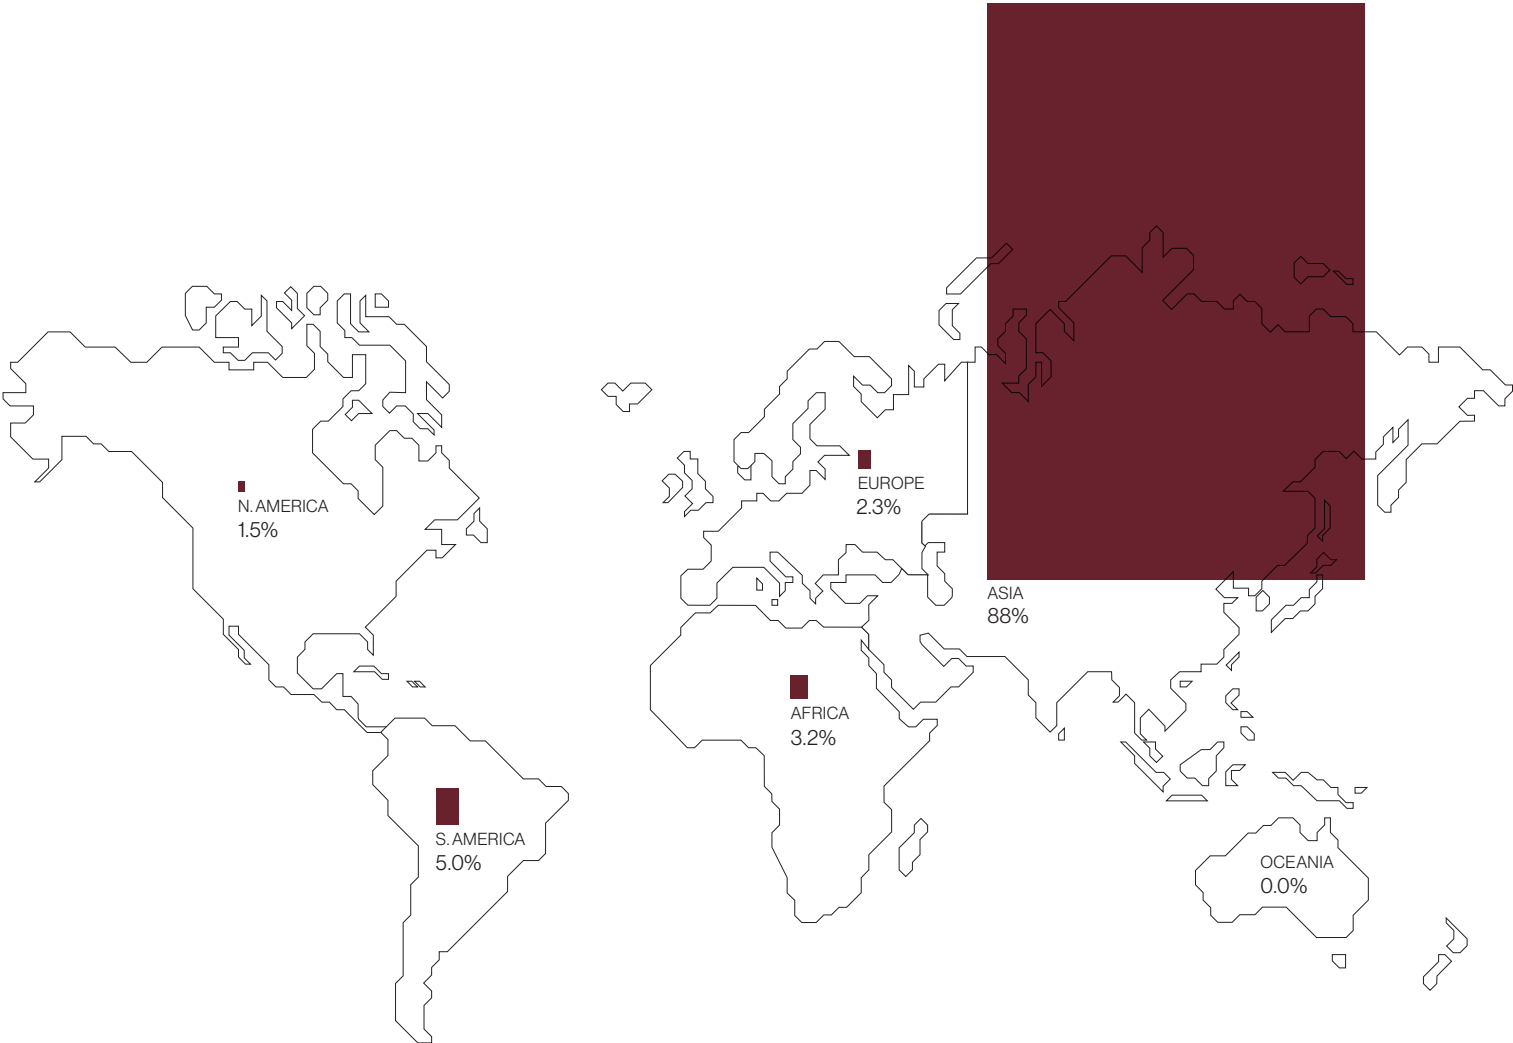 N. AMERICA
1.5%
EUROPE
2.3%
ASIA
88%
AFRICA
3.2%
S. AMERICA
5.0%
OCEANIA
0.0%